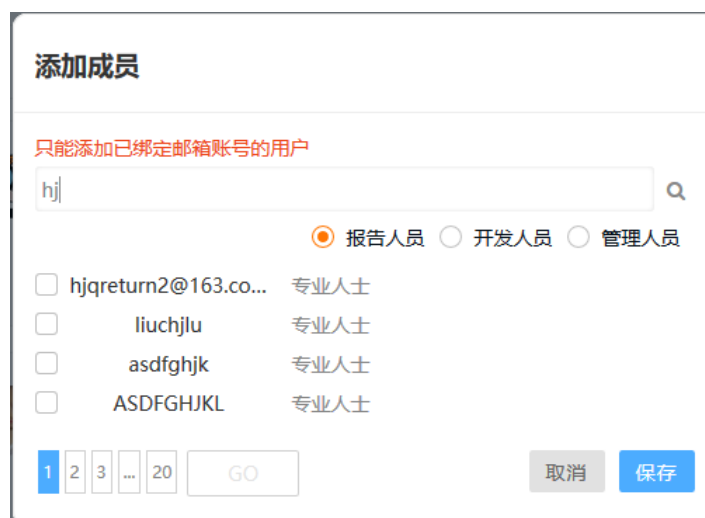 添加成员
只能添加已绑定邮箱账号的用户
hj
报告人员 开发人员 管理人员
hjqreturn2@163.co... 专业人士
liuchjlu 专业人士
asdfghjk 专业人士
ASDFGHJKL 专业人士
1 2 3 ... 20 GO 取消 保存